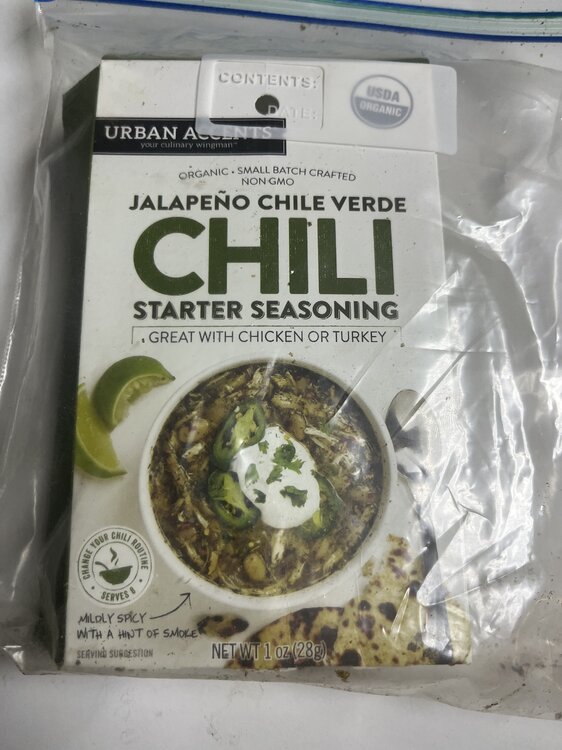 CONTENTS:
DATE:
USDA
ORGANIC
URBAN ACCENTS
your culinary wingman™
ORGANIC • SMALL BATCH CRAFTED
NON GMO
JALAPEÑO CHILE VERDE
CHILI
STARTER SEASONING
GREAT WITH CHICKEN OR TURKEY
CHANGE YOUR CHILI ROUTINE
• SERVES 8 •
MILDLY SPICY
WITH A HINT OF SMOKE
SERVING SUGGESTION
NET WT 1 oz (28g)